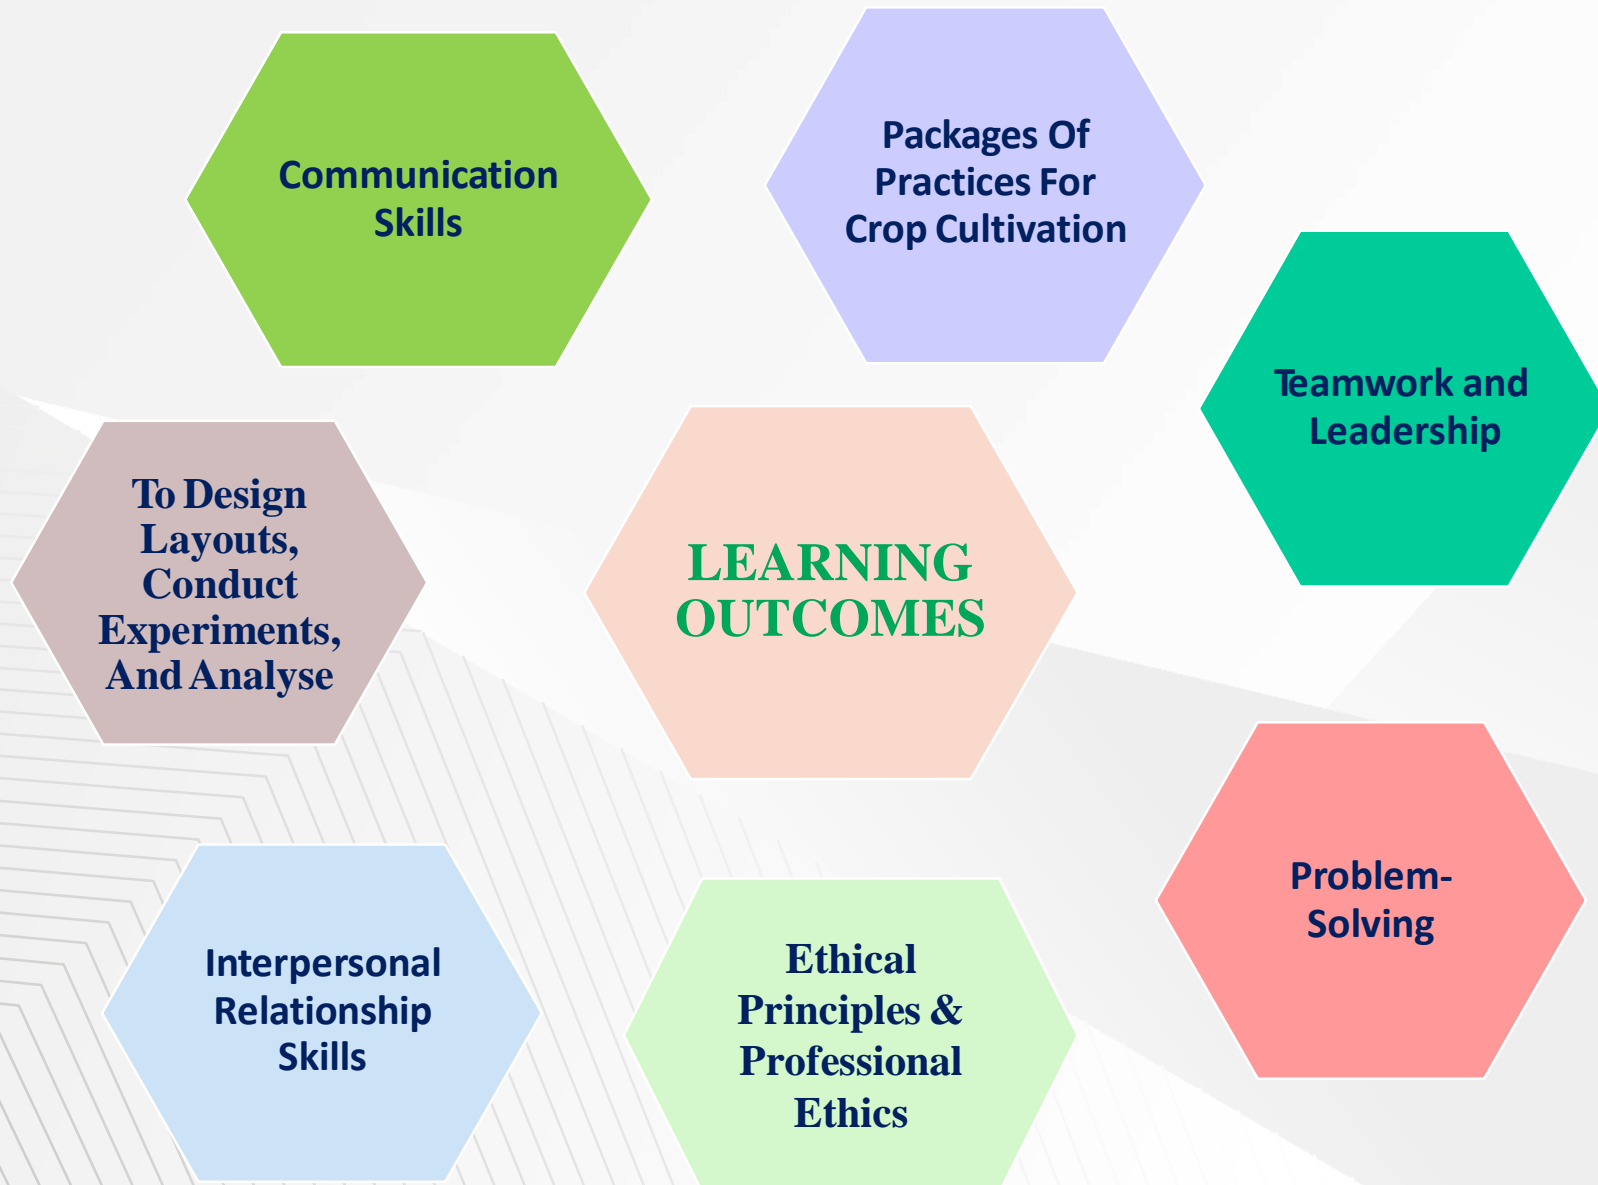 Communication
Skills
Packages Of
Practices For
Crop Cultivation
Teamwork and
Leadership
To Design
Layouts,
Conduct
Experiments,
And Analyse
LEARNING
OUTCOMES
Problem-
Solving
Interpersonal
Relationship
Skills
Ethical
Principles &
Professional
Ethics